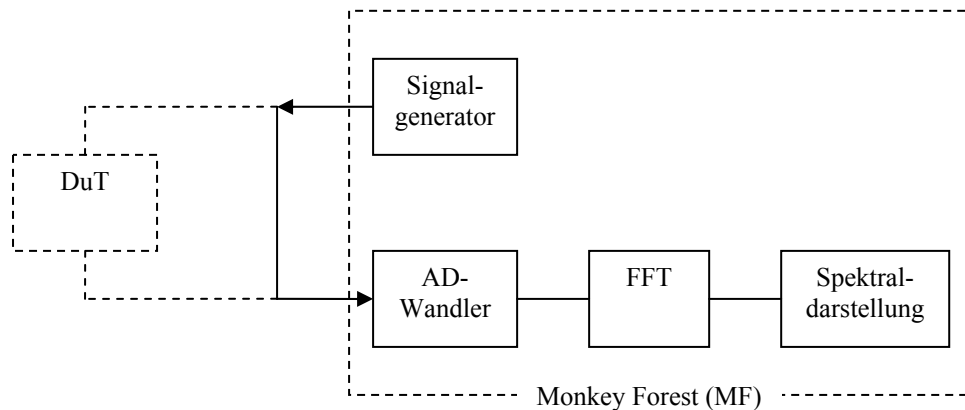 Signal-
generator
DuT
AD-
Wandler
FFT
Spektral-
darstellung
Monkey Forest (MF)